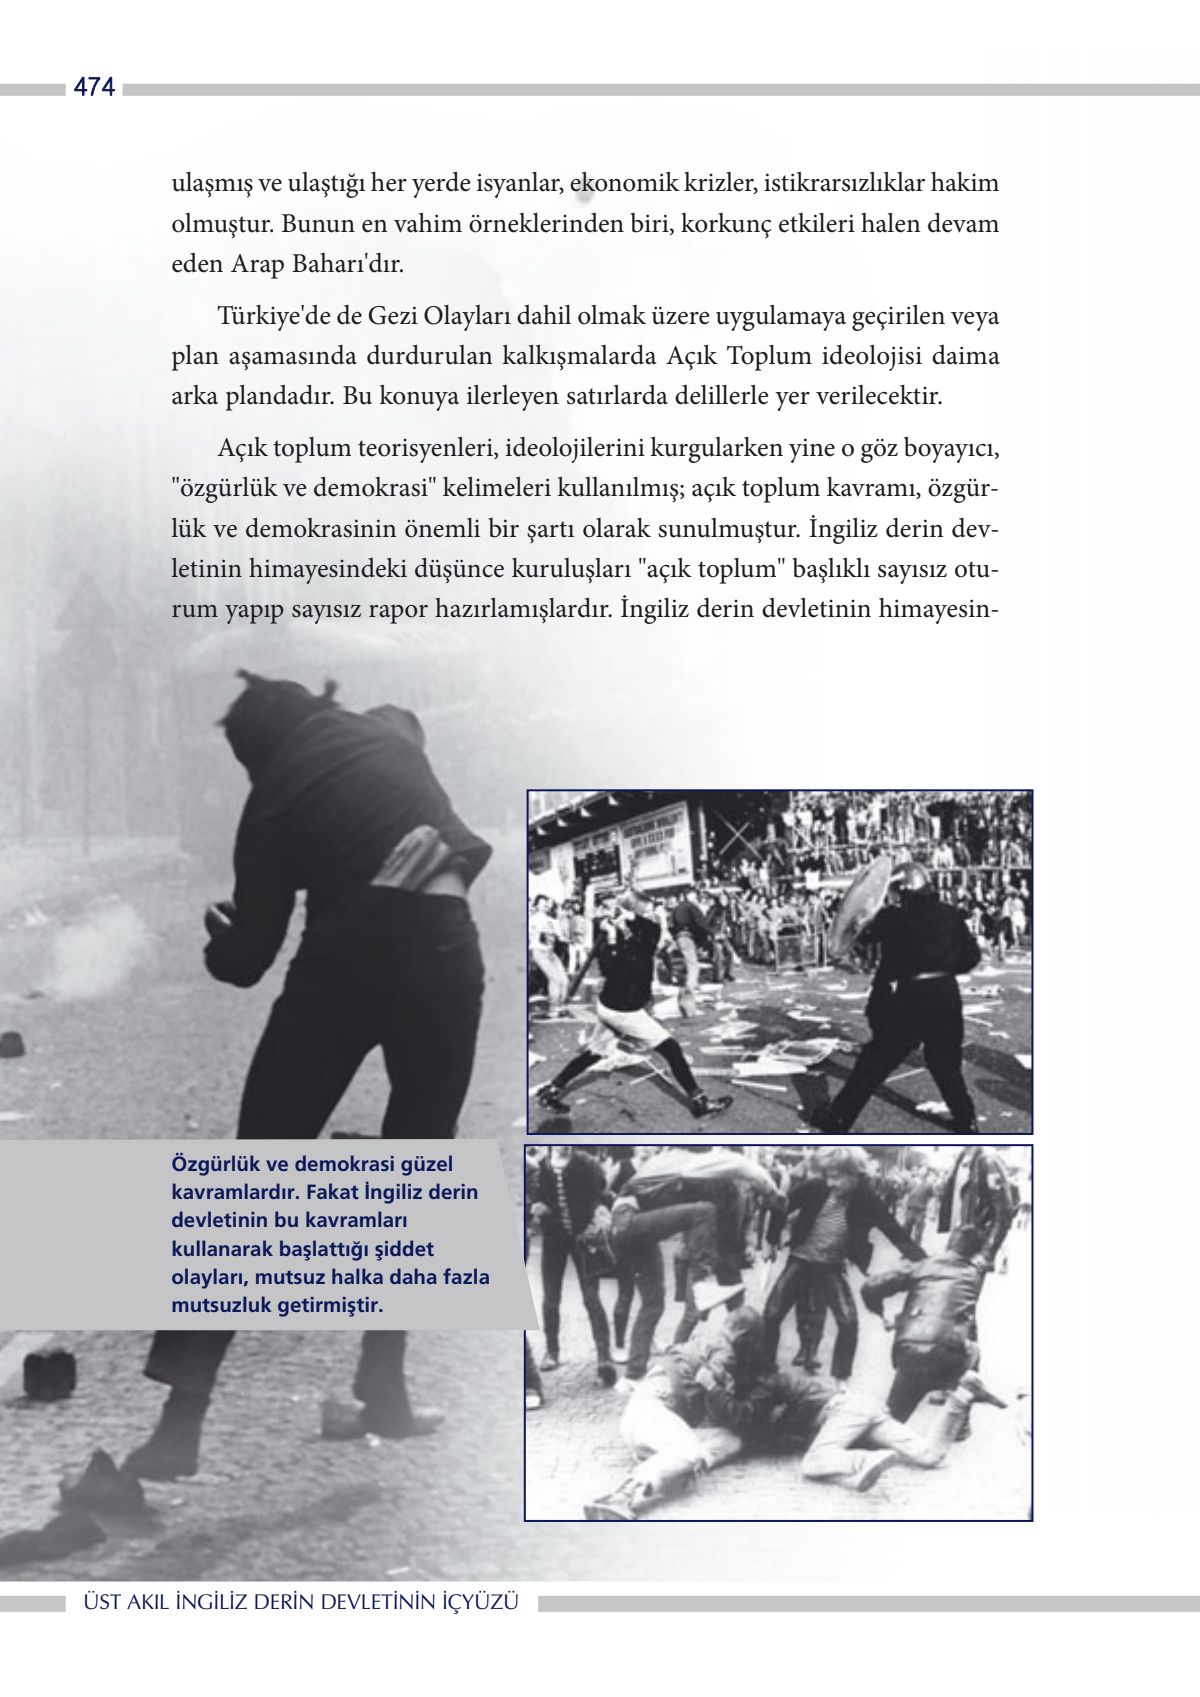 474
ulaşmış ve ulaştığı her yerde isyanlar, ekonomik krizler, istikrarsızlıklar hakim
olmuştur. Bunun en vahim örneklerinden biri, korkunç etkileri halen devam
eden Arap Baharı'dır.
Türkiye'de de Gezi Olayları dahil olmak üzere uygulamaya geçirilen veya
plan aşamasında durdurulan kalkışmalarda Açık Toplum ideolojisi daima
arka plandadır. Bu konuya ilerleyen satırlarda delillerle yer verilecektir.
Açık toplum teorisyenleri, ideolojilerini kurgularken yine o göz boyayıcı,
"özgürlük ve demokrasi" kelimeleri kullanılmış; açık toplum kavramı, özgür-
lük ve demokrasinin önemli bir şartı olarak sunulmuştur. İngiliz derin dev-
letinin himayesindeki düşünce kuruluşları "açık toplum" başlıklı sayısız otu-
rum yapıp sayısız rapor hazırlamışlardır. İngiliz derin devletinin himayesin-
Özgürlük ve demokrasi güzel
kavramlardır. Fakat İngiliz derin
devletinin bu kavramları
kullanarak başlattığı şiddet
olayları, mutsuz halka daha fazla
mutsuzluk getirmiştir.
ÜST AKIL İNGİLİZ DERİN DEVLETİNİN İÇYÜZÜ